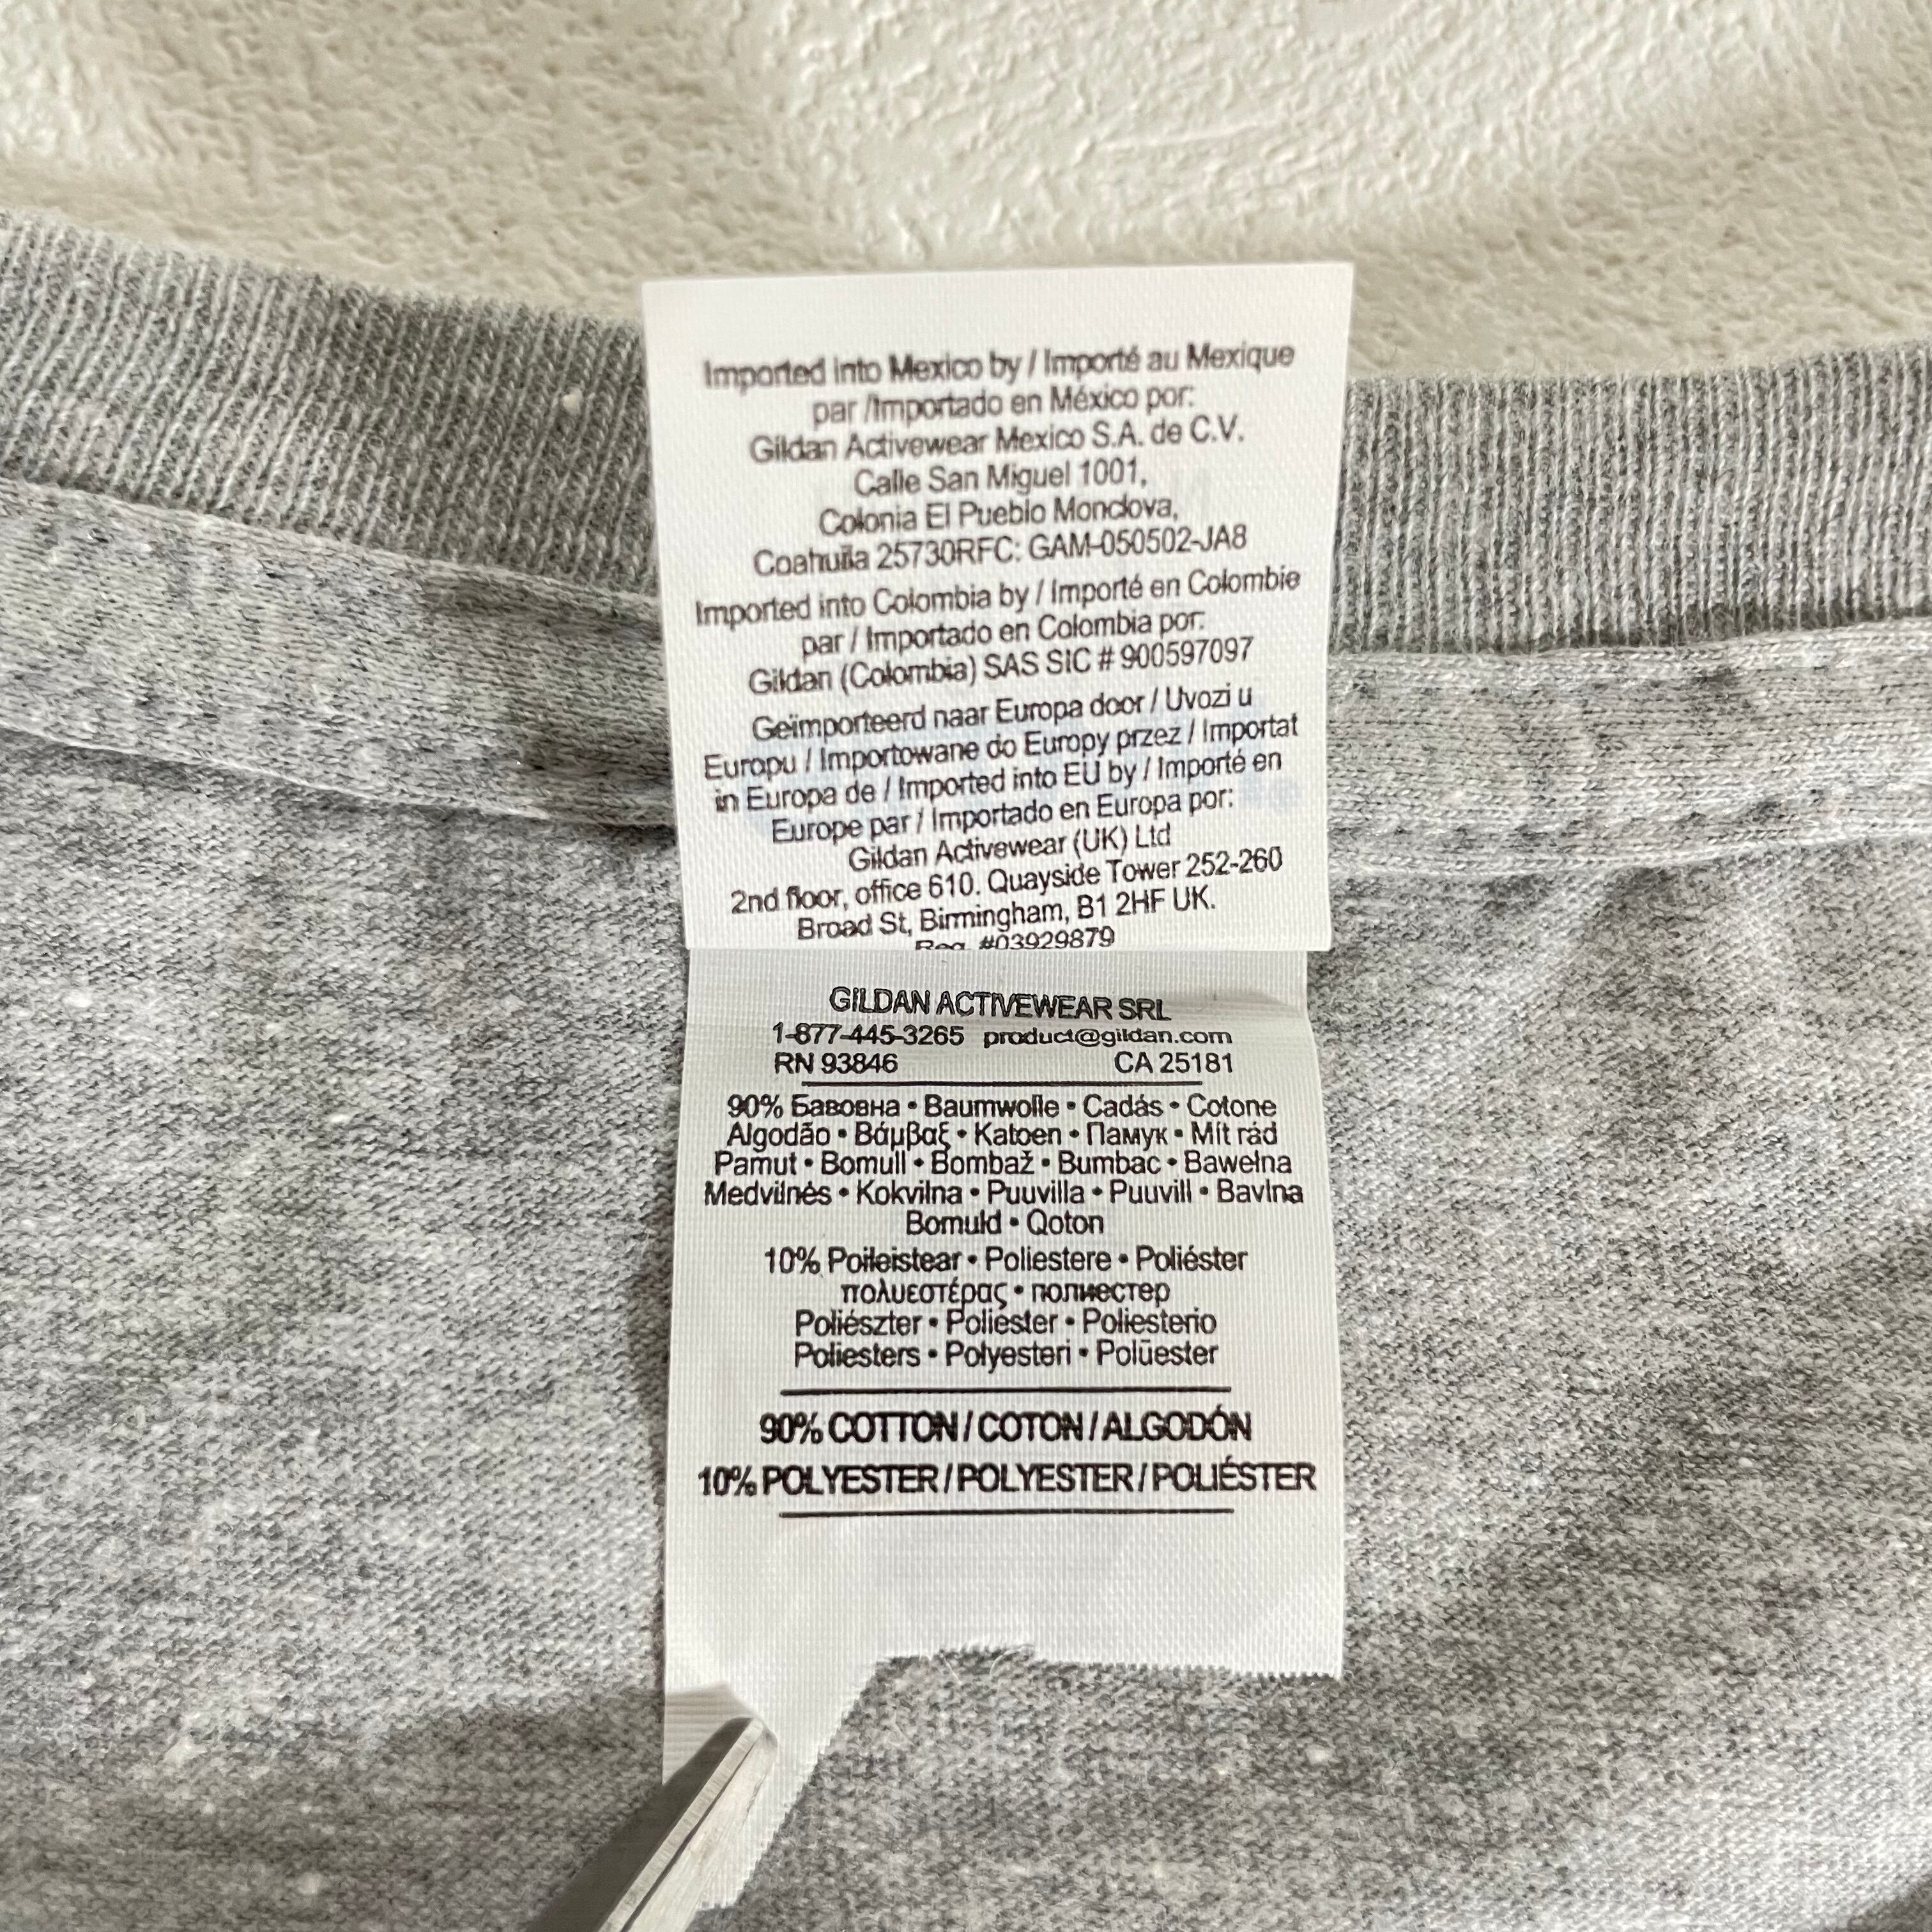 Imported into Mexico by / Importé au Mexique
par /Importado en México por:
Gildan Activewear Mexico S.A. de C.V.
Calle San Miguel 1001,
Colonia El Pueblo Monclova,
Coahuila 25730RFC: GAM-050502-JA8
Imported into Colombia by / Importé en Colombie
par / Importado en Colombia por:
Gildan (Colombia) SAS SIC # 900597097
Geïmporteerd naar Europa door / Uvozi u
Europu / Importowane do Europy przez / Importat
in Europa de / Imported into EU by / Importé en
Europe par / Importado en Europa por:
Gildan Activewear (UK) Ltd
2nd floor, office 610. Quayside Tower 252-260
Broad St, Birmingham, B1 2HF UK.
Reg. #03929879
GILDAN ACTIVEWEAR SRL
1-877-445-3265 product@gildan.com
RN 93846 CA 25181
90% Бавовна • Baumwolle • Cadás • Cotone
Algodão • Βάμβαξ • Katoen • Памук • Mít rád
Pamut • Bomull • Bombaž • Bumbac • Bawełna
Medvilnės • Kokvilna • Puuvilla • Puuvill • Bavlna
Bomuld • Qoton
10% Poileistear • Poliestere • Poliéster
πολυεστέρας • полиестер
Poliészter • Poliester • Poliesterio
Poliesters • Polyesteri • Polüester
90% COTTON / COTON / ALGODÓN
10% POLYESTER / POLYESTER / POLIÉSTER